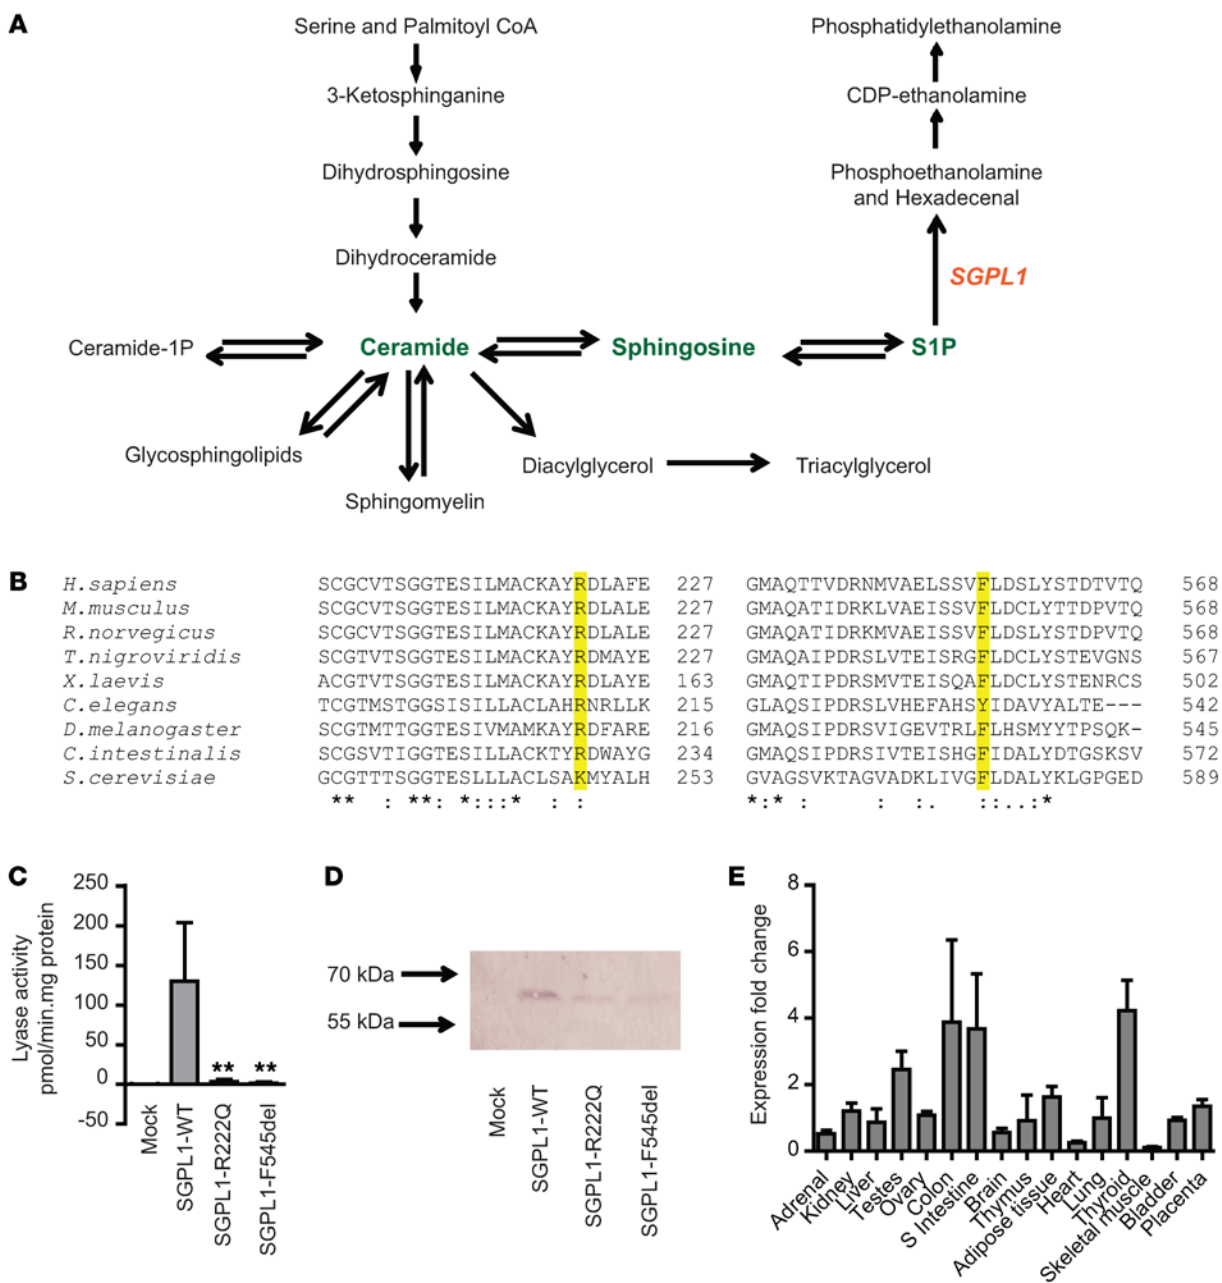 A
Serine and Palmitoyl CoA
3-Ketosphinganine
Dihydrosphingosine
Dihydroceramide
Phosphatidylethanolamine
CDP-ethanolamine
Phosphoethanolamine
and Hexadecenal
SGPL1
Ceramide-1P
Ceramide
Sphingosine
S1P
Glycosphingolipids
Sphingomyelin
Diacylglycerol
Triacylglycerol
B
H.sapiens SCGCVTSGGTESILMACKAYRDLAFE 227 GMAQTTVDRNMVAELSSVFLDSLYSTDTVTQ 568
M.musculus SCGCVTSGGTESILMACKAYRDLALE 227 GMAQATIDRKLVAEISSVFLDCLYTTDPVTQ 568
R.norvegicus SCGCVTSGGTESILMACKAYRDLALE 227 GMAQATIDRKMVAEISSVFLDSLYSTDPVTQ 568
T.nigroviridis SCGTVTSGGTESILMACKAYRDMAYE 227 GMAQAIPDRSLVTEISRGFLDCLYSTEVGNS 567
X.laevis ACGTVTSGGTESILMACKAYRDLAYE 163 GMAQTIPDRSMVTEISQAFLDCLYSTENRCS 502
C.elegans TCGTMSTGGSISILLACLAHRNRLLK 215 GLAQSIPDRSLVHEFAHSYIDAVYALTE--- 542
D.melanogaster SCGTMTTGGTESIVMAMKAYRDFARE 216 GMAQSIPDRSVIGEVTRLFLHSMYYTPSQK- 545
C.intestinalis SCGSVTIGGTESILLACKTYRDWAYG 234 GMAQSIPDRSIVTEISHGFIDALYDTGSKSV 572
S.cerevisiae GCGTTTSGGTESLLLACLSAKMYALH 253 GVAGSVKTAGVADKLIVGFLDALYKLGPGED 589
** : **: *:::* : : *:* : : :. ::..:*
C
Lyase activity
pmol/min.mg protein
250
200
150
100
50
0
-50
**
**
Mock
SGPL1-WT
SGPL1-R222Q
SGPL1-F545del
D
70 kDa
55 kDa
Mock
SGPL1-WT
SGPL1-R222Q
SGPL1-F545del
E
Expression fold change
8
6
4
2
0
Adrenal
Kidney
Liver
Testes
Ovary
Colon
S Intestine
Brain
Thymus
Adipose tissue
Heart
Lung
Thyroid
Skeletal muscle
Bladder
Placenta